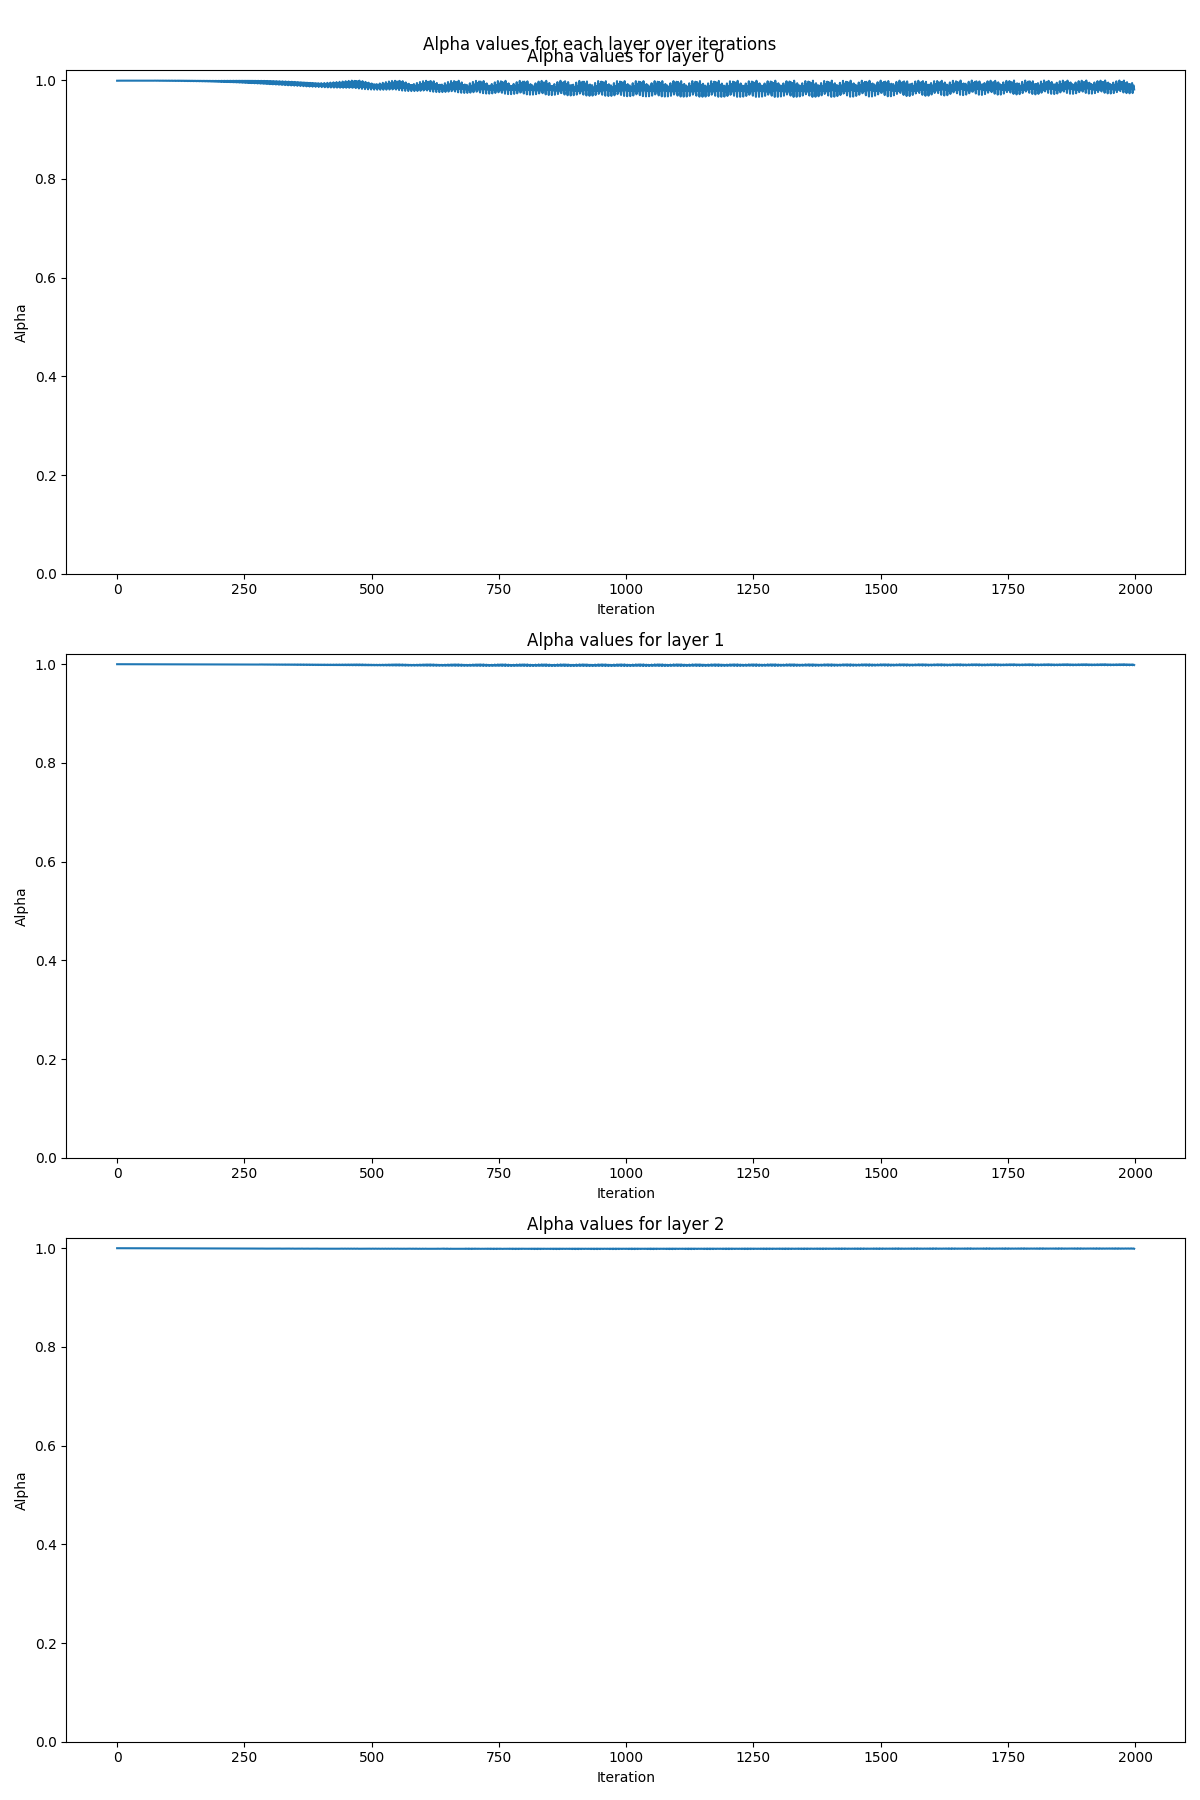 Alpha values for each layer over iterations
Alpha values for layer 0
1.0
0.8
0.6
0.4
0.2
0.0
Alpha
0 250 500 750 1000 1250 1500 1750 2000
Iteration
Alpha values for layer 1
1.0
0.8
0.6
0.4
0.2
0.0
Alpha
0 250 500 750 1000 1250 1500 1750 2000
Iteration
Alpha values for layer 2
1.0
0.8
0.6
0.4
0.2
0.0
Alpha
0 250 500 750 1000 1250 1500 1750 2000
Iteration